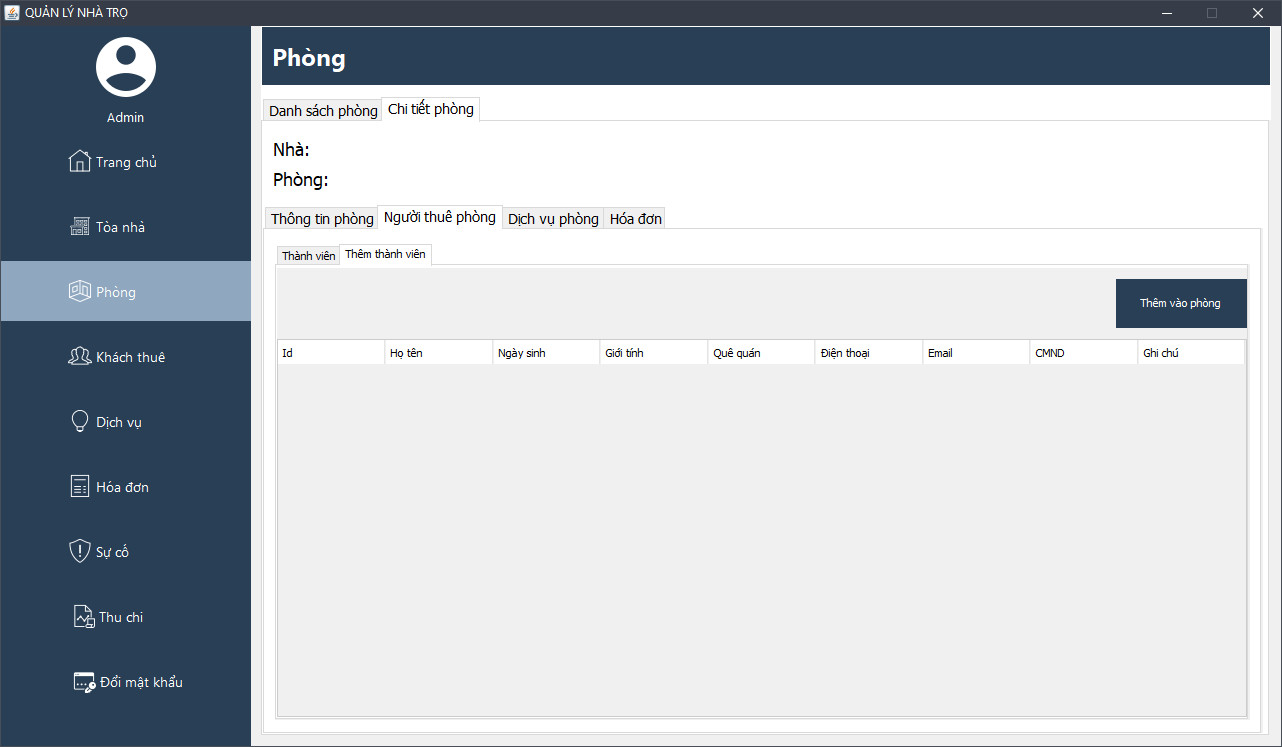 QUẢN LÝ NHÀ TRỌ
Admin
Trang chủ
Tòa nhà
Phòng
Khách thuê
Dịch vụ
Hóa đơn
Sự cố
Thu chi
Đổi mật khẩu
Phòng
Danh sách phòng Chi tiết phòng
Nhà:
Phòng:
Thông tin phòng Người thuê phòng Dịch vụ phòng Hóa đơn
Thành viên Thêm thành viên
Thêm vào phòng
Id Họ tên Ngày sinh Giới tính Quê quán Điện thoại Email CMND Ghi chú